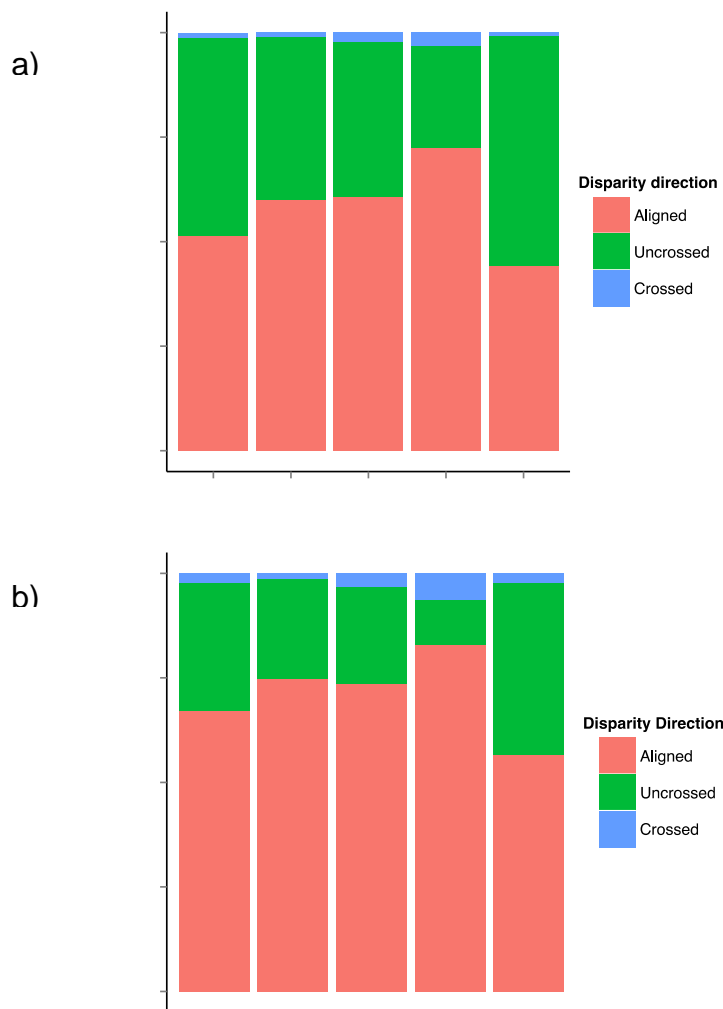 a)
Disparity direction
Aligned
Uncrossed
Crossed
b)
Disparity Direction
Aligned
Uncrossed
Crossed